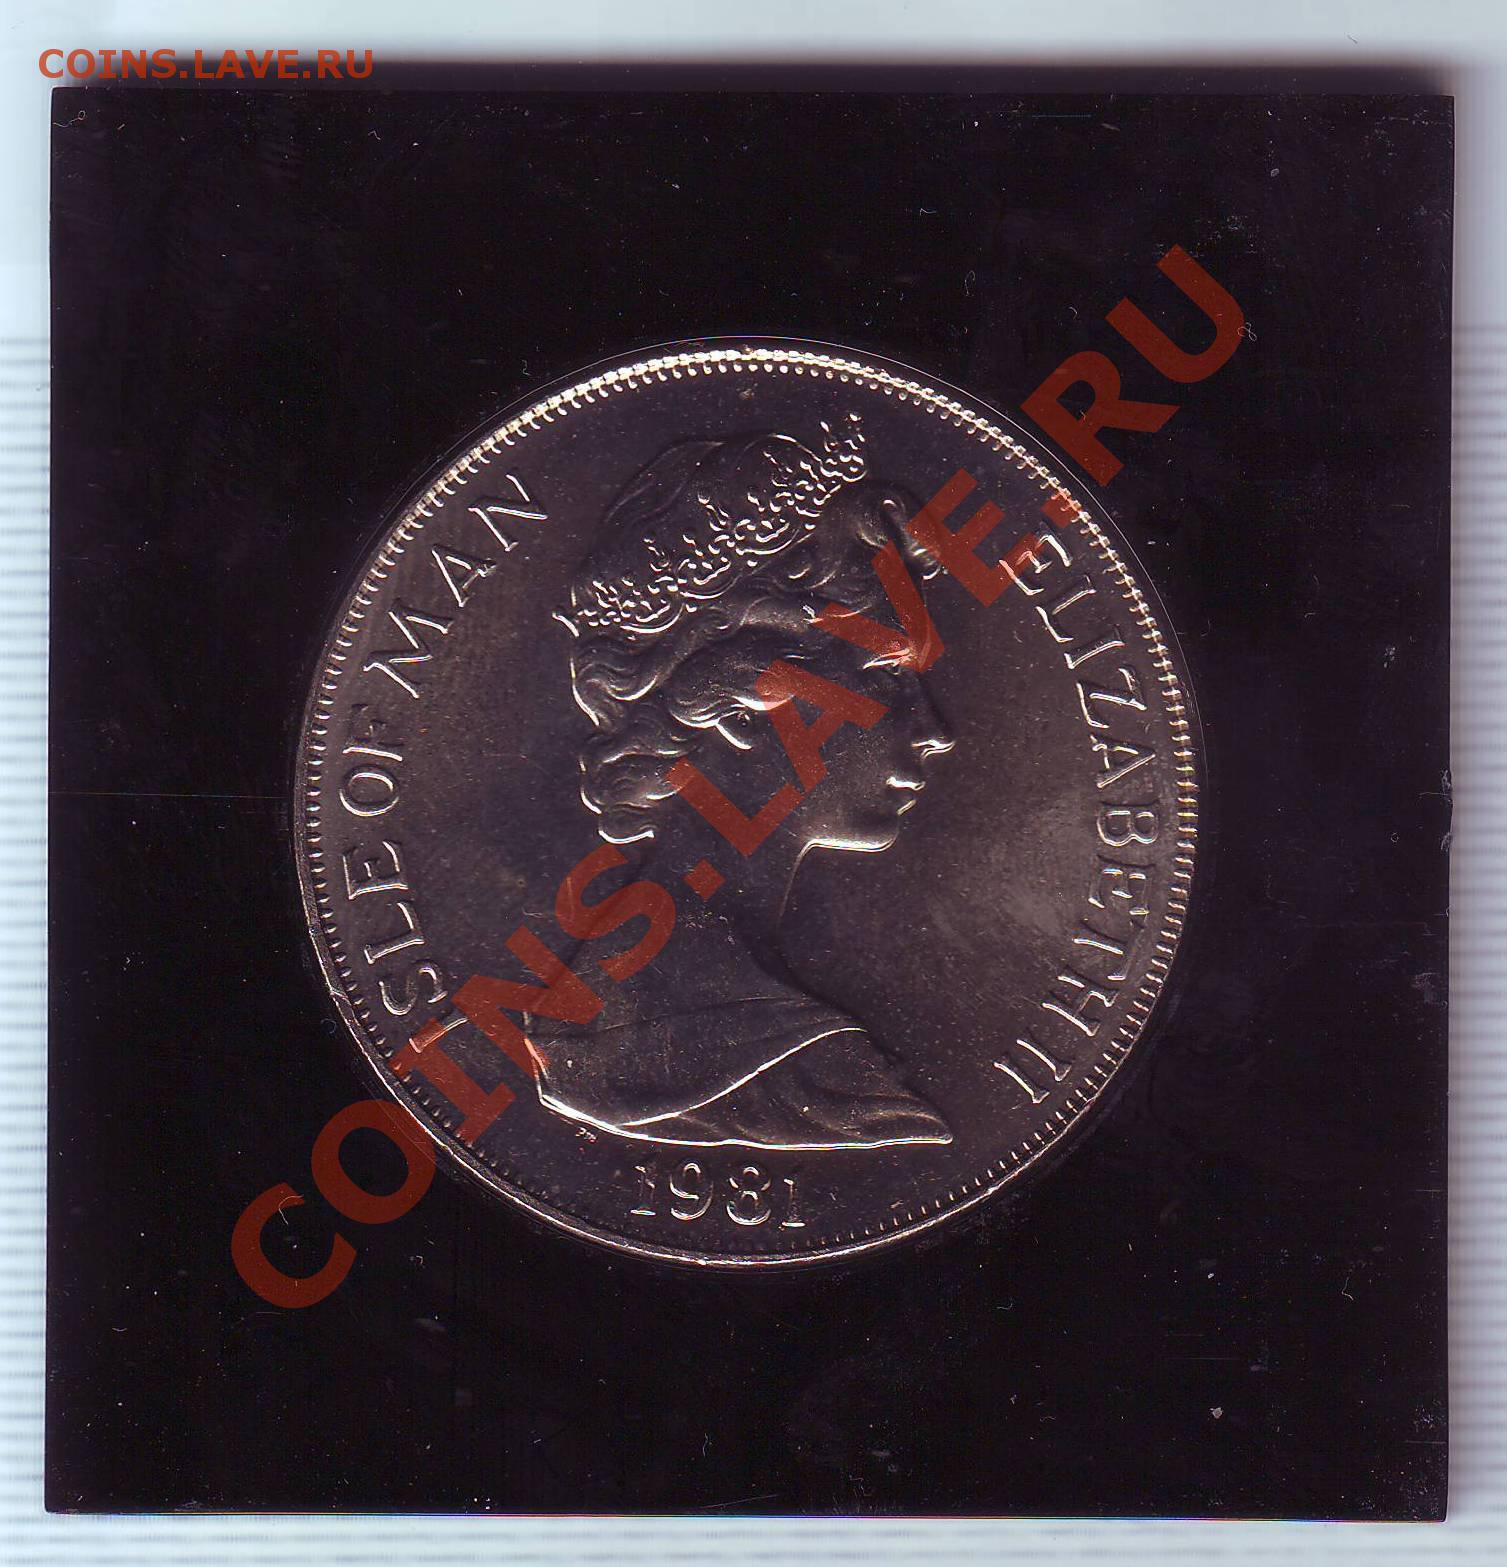 COINS.LAVE.RU
ISLE OF MAN
ELIZABETH II
1981
COINS.LAVE.RU